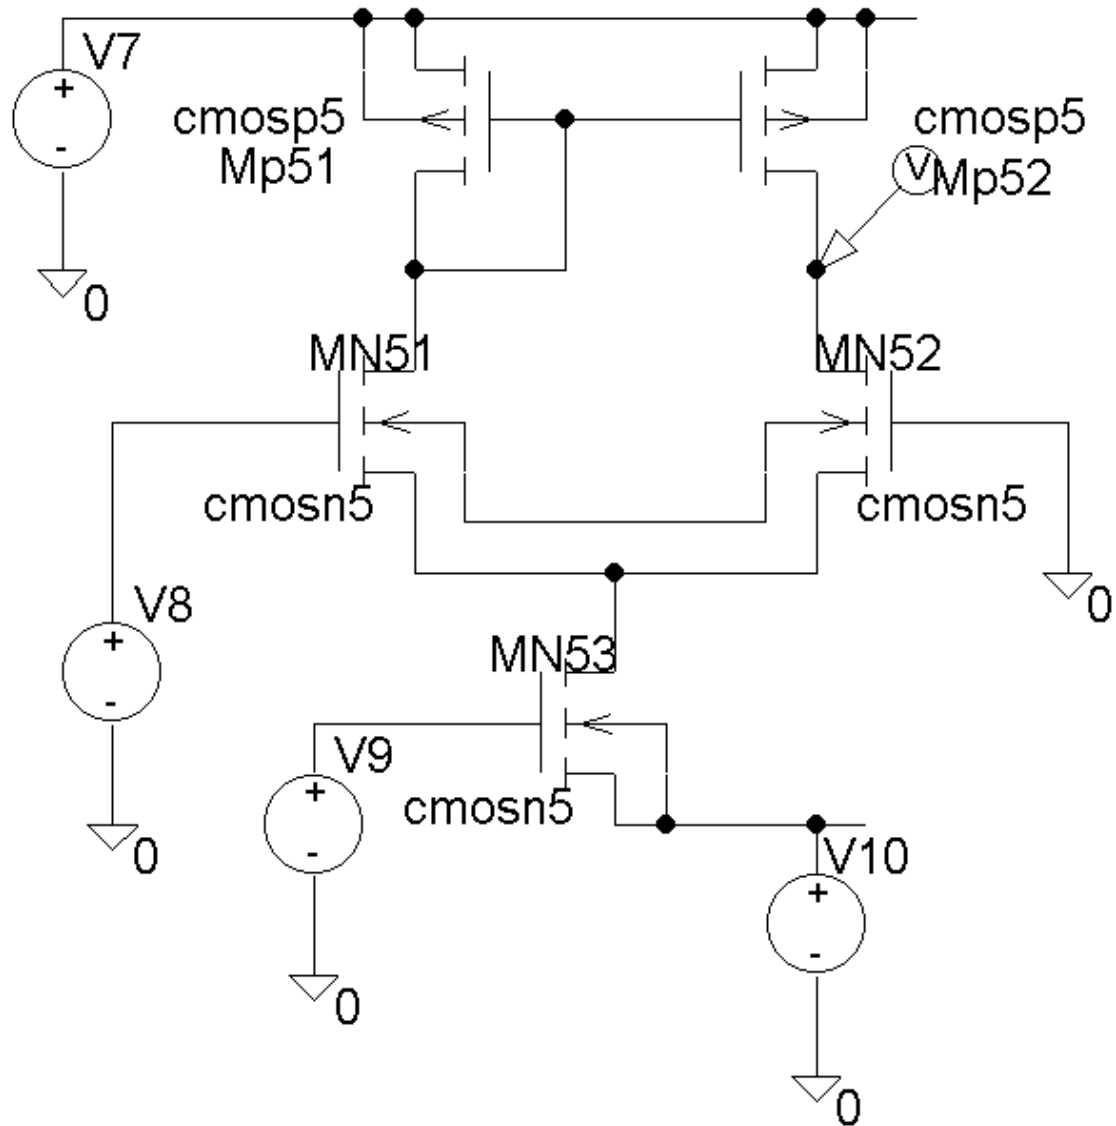 V7
+
-
0
cmosp5
Mp51
cmosp5
V
Mp52
MN51
MN52
cmosn5
cmosn5
V8
+
-
0
0
MN53
cmosn5
V9
+
-
0
V10
+
-
0